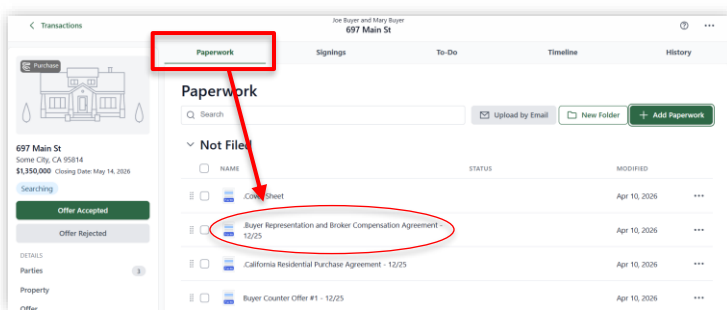 Transactions
Joe Buyer and Mary Buyer
697 Main St
Purchase
697 Main St
Some City, CA 95814
$1,350,000 Closing Date: May 14, 2026
Searching
Offer Accepted
Offer Rejected
DETAILS
Parties 3
Property
Offer
Paperwork Signings To-Do Timeline History
Paperwork
Search Upload by Email New Folder + Add Paperwork
Not Filed
NAME STATUS MODIFIED
.Cover Sheet Apr 10, 2026
.Buyer Representation and Broker Compensation Agreement -
12/25 Apr 10, 2026
.California Residential Purchase Agreement - 12/25 Apr 10, 2026
Buyer Counter Offer #1 - 12/25 Apr 10, 2026